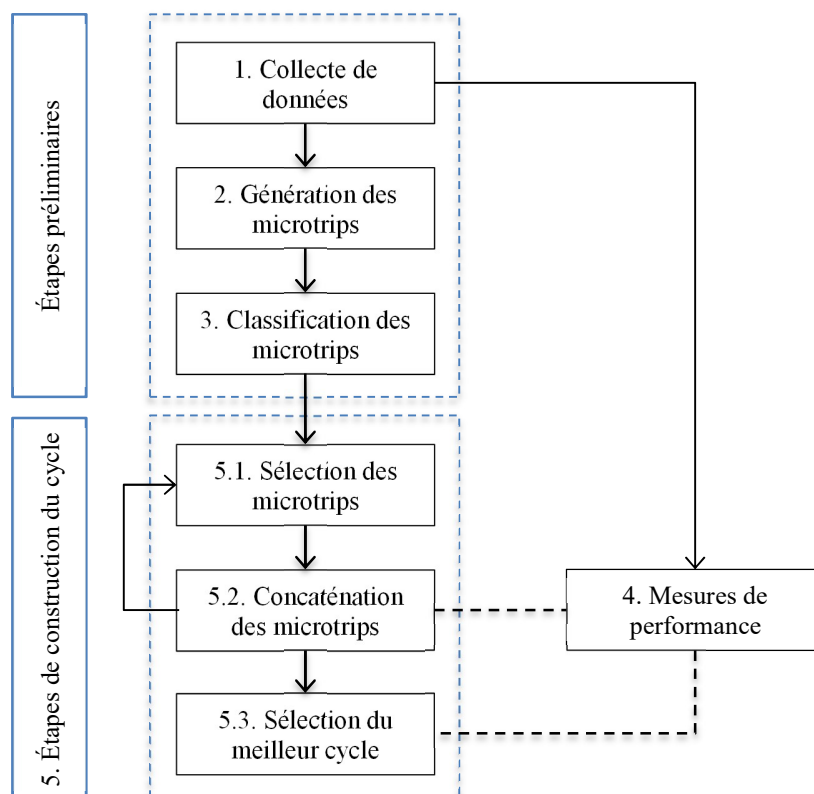 Étapes préliminaires
1. Collecte de
données
2. Génération des
microtrips
3. Classification des
microtrips
5. Étapes de construction du cycle
5.1. Sélection des
microtrips
5.2. Concaténation
des microtrips
4. Mesures de
performance
5.3. Sélection du
meilleur cycle